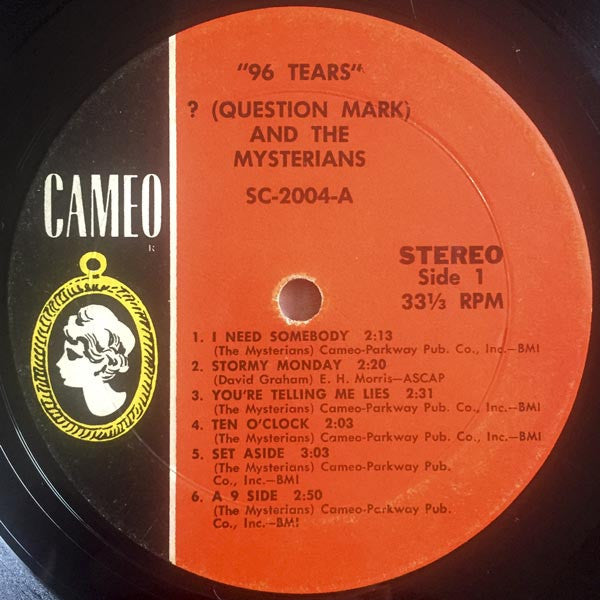 "96 TEARS"
? (QUESTION MARK)
AND THE
MYSTERIANS
SC-2004-A
CAMEO
R
STEREO
Side 1
33⅓ RPM
1. I NEED SOMEBODY 2:13
(The Mysterians) Cameo-Parkway Pub. Co., Inc.—BMI
2. STORMY MONDAY 2:20
(David Graham) E. H. Morris—ASCAP
3. YOU'RE TELLING ME LIES 2:31
(The Mysterians) Cameo-Parkway Pub. Co., Inc.—BMI
4. TEN O'CLOCK 2:03
(The Mysterians) Cameo-Parkway Pub. Co., Inc.—BMI
5. SET ASIDE 3:03
(The Mysterians) Cameo-Parkway Pub.
Co., Inc.—BMI
6. A 9 SIDE 2:50
(The Mysterians) Cameo-Parkway Pub.
Co., Inc.—BMI